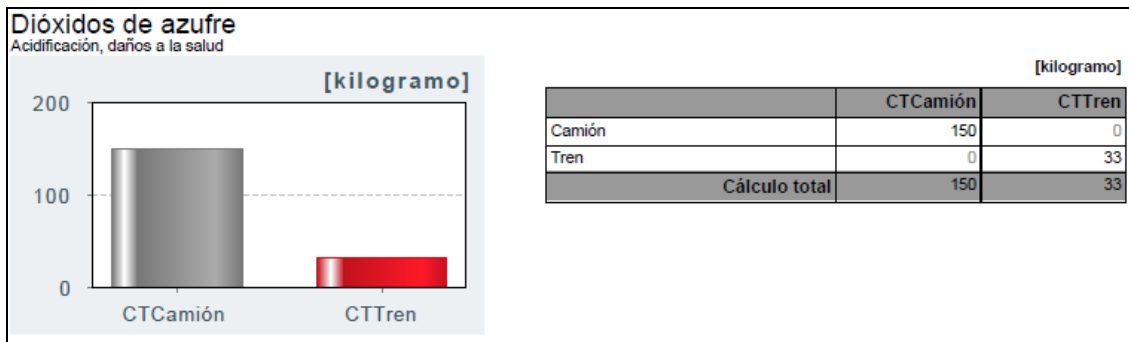 Dióxidos de azufre
Acidificación, daños a la salud
[kilogramo]
200
100
0
CTCamión CTTren
[kilogramo]
CTCamión CTTren
Camión 150 0
Tren 0 33
Cálculo total 150 33